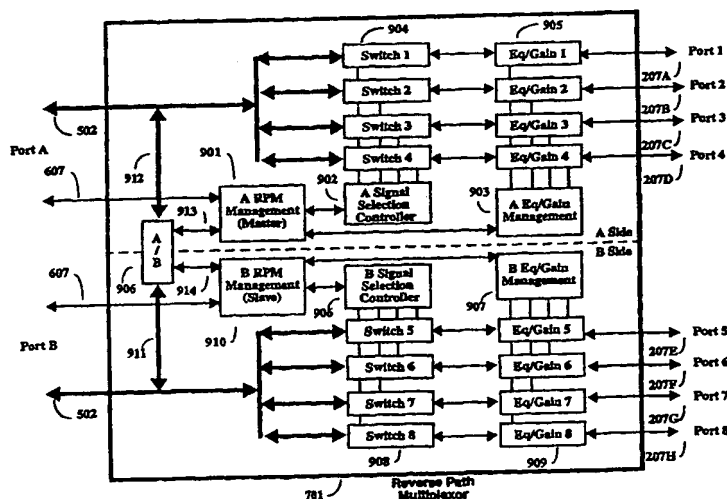 904
905
Switch 1
Eq/Gain 1
Port 1
207A
Switch 2
Eq/Gain 2
Port 2
207B
502
Switch 3
Eq/Gain 3
Port 3
207C
Port A
912
901
Switch 4
Eq/Gain 4
Port 4
207D
607
902
913
A RPM
Management
(Master)
A Signal
Selection
Controller
903
A Eq/Gain
Management
A Side
A
/
B
B Side
906
607
914
B RPM
Management
(Slave)
B Signal
Selection
Controller
906
B Eq/Gain
Management
907
Port B
911
910
Switch 5
Eq/Gain 5
Port 5
207E
Switch 6
Eq/Gain 6
Port 6
207F
502
Switch 7
Eq/Gain 7
Port 7
207G
Switch 8
Eq/Gain 8
Port 8
207H
908
909
781
Reverse Path
Multiplexor